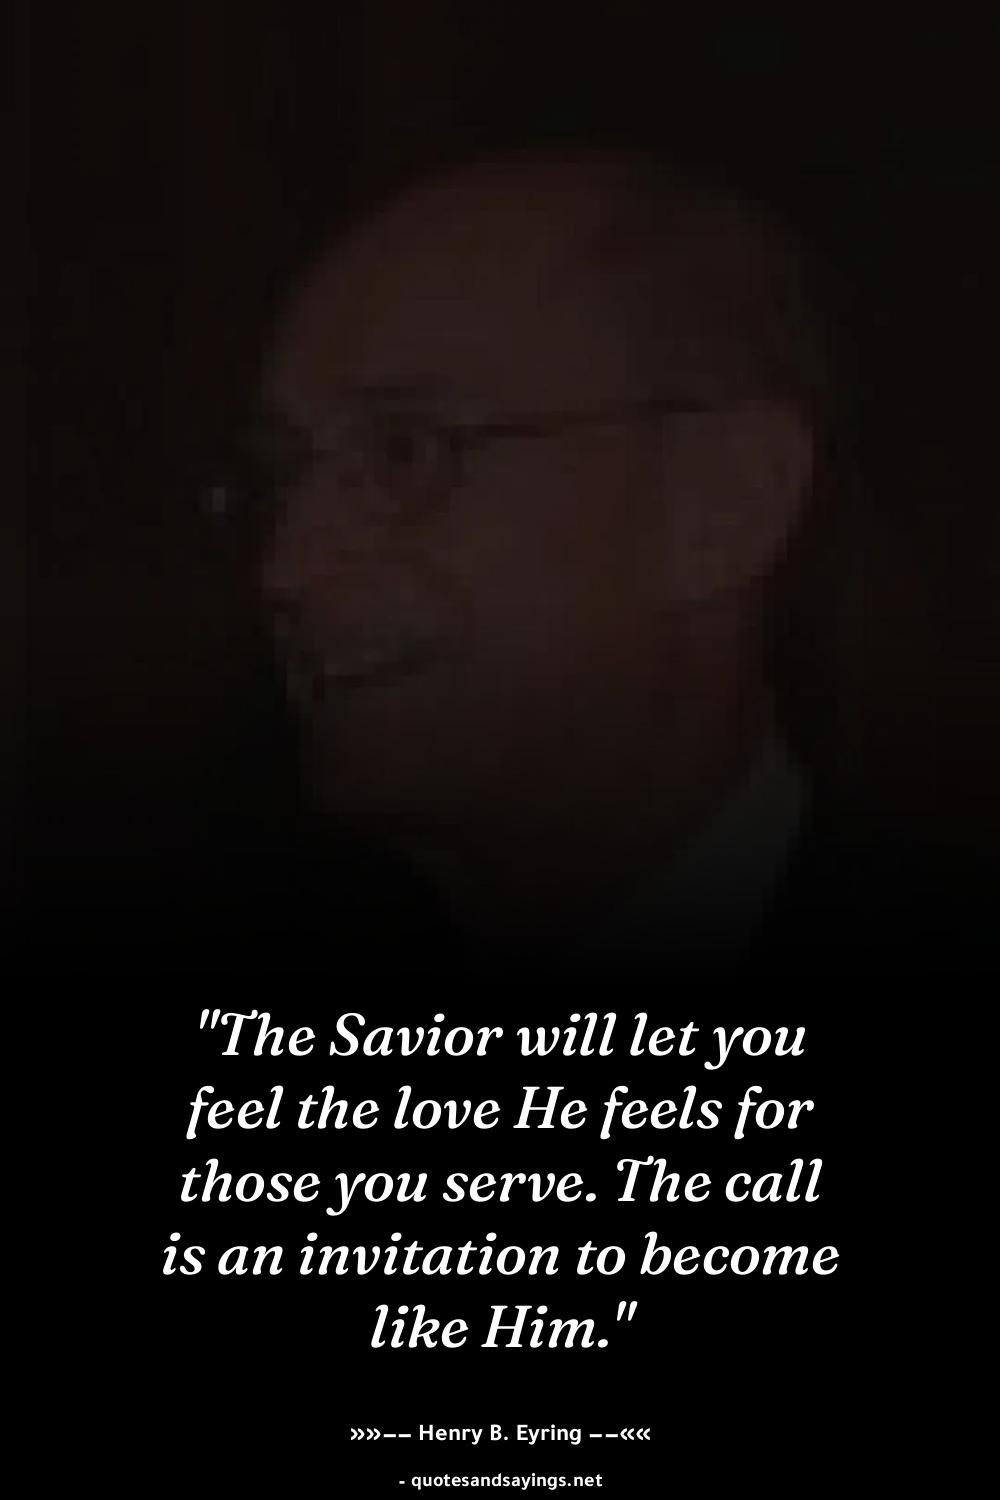 "The Savior will let you
feel the love He feels for
those you serve. The call
is an invitation to become
like Him."
»»–– Henry B. Eyring ––««
- quotesandsayings.net